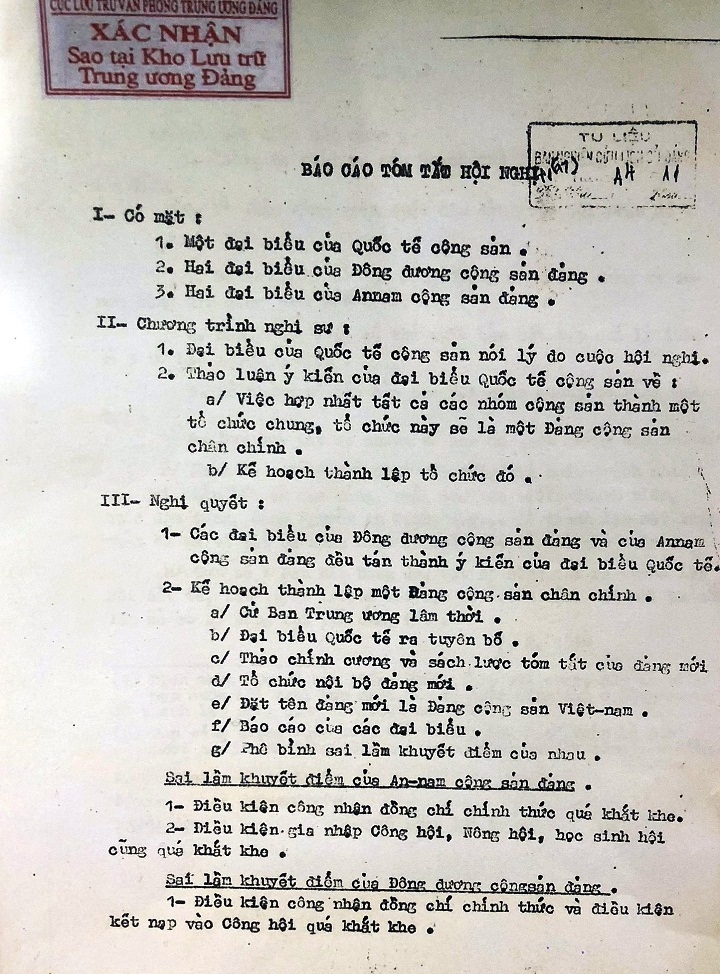 CỤC LƯU TRỮ VĂN PHÒNG TRUNG ƯƠNG ĐẢNG
XÁC NHẬN
Sao tại Kho Lưu trữ
Trung ương Đảng
TƯ LIỆU
BAN NGHIÊN CỨU LỊCH SỬ ĐẢNG
A4 11
BÁO CÁO TÓM TẮT HỘI NGHỊ
I- Có mặt :
1. Một đại biểu của Quốc tế cộng sản .
2. Hai đại biểu của Đông dương cộng sản đảng .
3. Hai đại biểu của Annam cộng sản đảng .
II- Chương trình nghị sự :
1. Đại biểu của Quốc tế cộng sản nói lý do cuộc hội nghị.
2. Thảo luận ý kiến của đại biểu Quốc tế cộng sản về :
a/ Việc hợp nhất tất cả các nhóm cộng sản thành một
tổ chức chung, tổ chức này sẽ là một Đảng cộng sản
chân chính .
b/ Kế hoạch thành lập tổ chức đó .
III- Nghị quyết :
1- Các đại biểu của Đông dương cộng sản đảng và của Annam
cộng sản đảng đều tán thành ý kiến của đại biểu Quốc tế.
2- Kế hoạch thành lập một Đảng cộng sản chân chính .
a/ Cử Ban Trung ương lâm thời .
b/ Đại biểu Quốc tế ra tuyên bố .
c/ Thảo chính cương và sách lược tóm tắt của đảng mới
d/ Tổ chức nội bộ đảng mới .
e/ Đặt tên đảng mới là Đảng cộng sản Việt-nam .
f/ Báo cáo của các đại biểu .
g/ Phê bình sai lầm khuyết điểm của nhau .
Sai lầm khuyết điểm của An-nam cộng sản đảng .
1- Điều kiện công nhận đồng chí chính thức quá khắt khe.
2- Điều kiện gia nhập Công hội, Nông hội, học sinh hội
cũng quá khắt khe .
Sai lầm khuyết điểm của Đông dương cộngsản đảng .
1- Điều kiện công nhận đồng chí chính thức và điều kiện
kết nạp vào Công hội quá khắt khe .